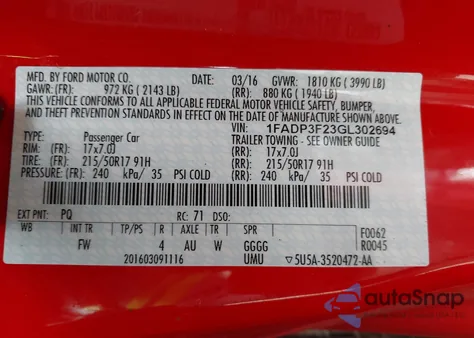 MFD. BY FORD MOTOR CO. DATE: 03/16 GVWR: 1810 KG ( 3990 LB)
GAWR: (FR) 972 KG ( 2143 LB) (RR) 880 KG ( 1940 LB)
THIS VEHICLE CONFORMS TO ALL APPLICABLE FEDERAL MOTOR VEHICLE SAFETY, BUMPER,
AND THEFT PREVENTION STANDARDS IN EFFECT ON THE DATE OF MANUFACTURE SHOWN ABOVE.
VIN: 1FADP3F23GL302694
TYPE: Passenger Car TRAILER TOWING - SEE OWNER GUIDE
RIM: (FR) 17x7.0J (RR) 17x7.0J
TIRE: (FR) 215/50R17 91H (RR) 215/50R17 91H
PRESSURE: (FR) 240 kPa/ 35 PSI COLD (RR) 240 kPa/ 35 PSI COLD
EXT PNT: PQ RC: 71 DSO:
WB INT TR TP/PS R AXLE TR SPR F0062
FW 4 AU W GGGG R0045
201603091116 UMU ▽5U5A-3520472-AA
autoSnap